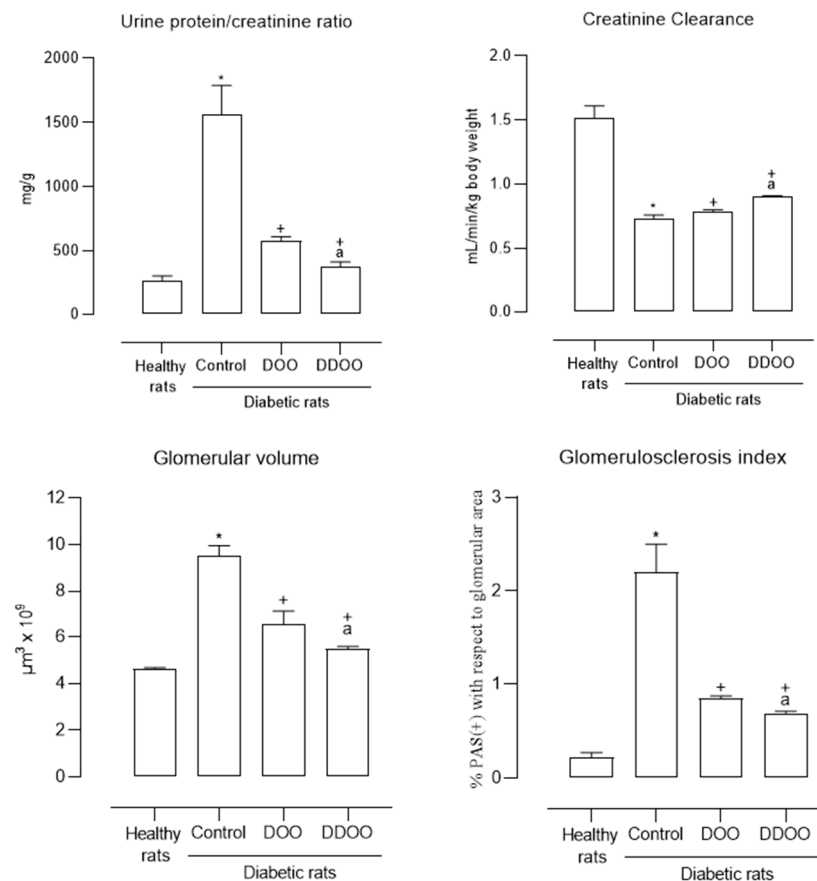 Urine protein/creatinine ratio
mg/g
2000
1500
1000
500
0
*
+
+
a
Healthy rats
Control
DOO
DDOO
Diabetic rats
Creatinine Clearance
mL/min/kg body weight
1.5
1.0
0.5
0.0
*
+
+
a
Healthy rats
Control
DOO
DDOO
Diabetic rats
Glomerular volume
µm³ x 10⁹
12
10
8
6
4
2
0
*
+
+
a
Healthy rats
Control
DOO
DDOO
Diabetic rats
Glomerulosclerosis index
% PAS(+) with respect to glomerular area
3
2
1
0
*
+
+
a
Healthy rats
Control
DOO
DDOO
Diabetic rats